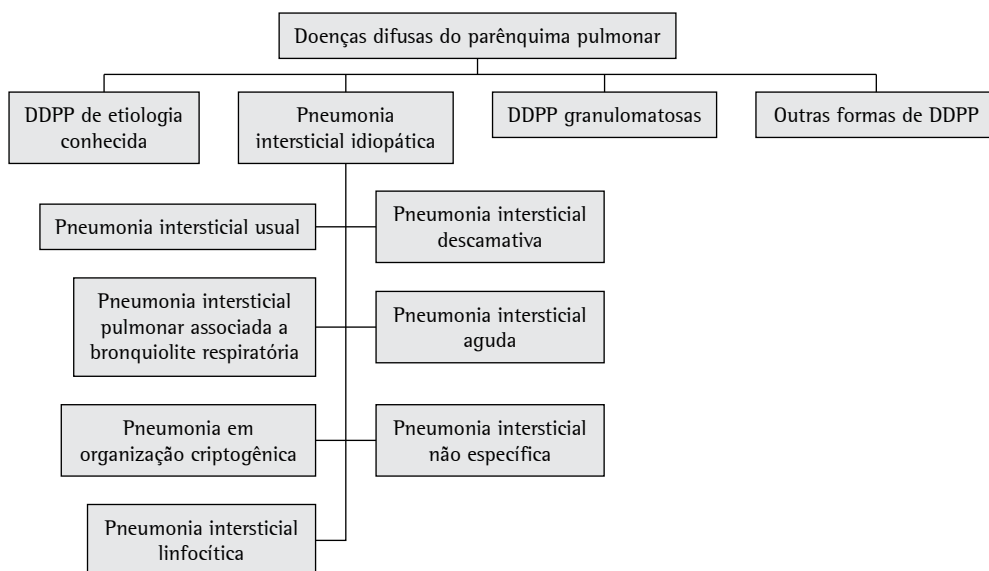 Doenças difusas do parênquima pulmonar
DDPP de etiologia
conhecida
Pneumonia
intersticial idiopática
DDPP granulomatosas
Outras formas de DDPP
Pneumonia intersticial usual
Pneumonia intersticial
descamativa
Pneumonia intersticial
pulmonar associada a
bronquiolite respiratória
Pneumonia intersticial
aguda
Pneumonia em
organização criptogênica
Pneumonia intersticial
não específica
Pneumonia intersticial
linfocítica